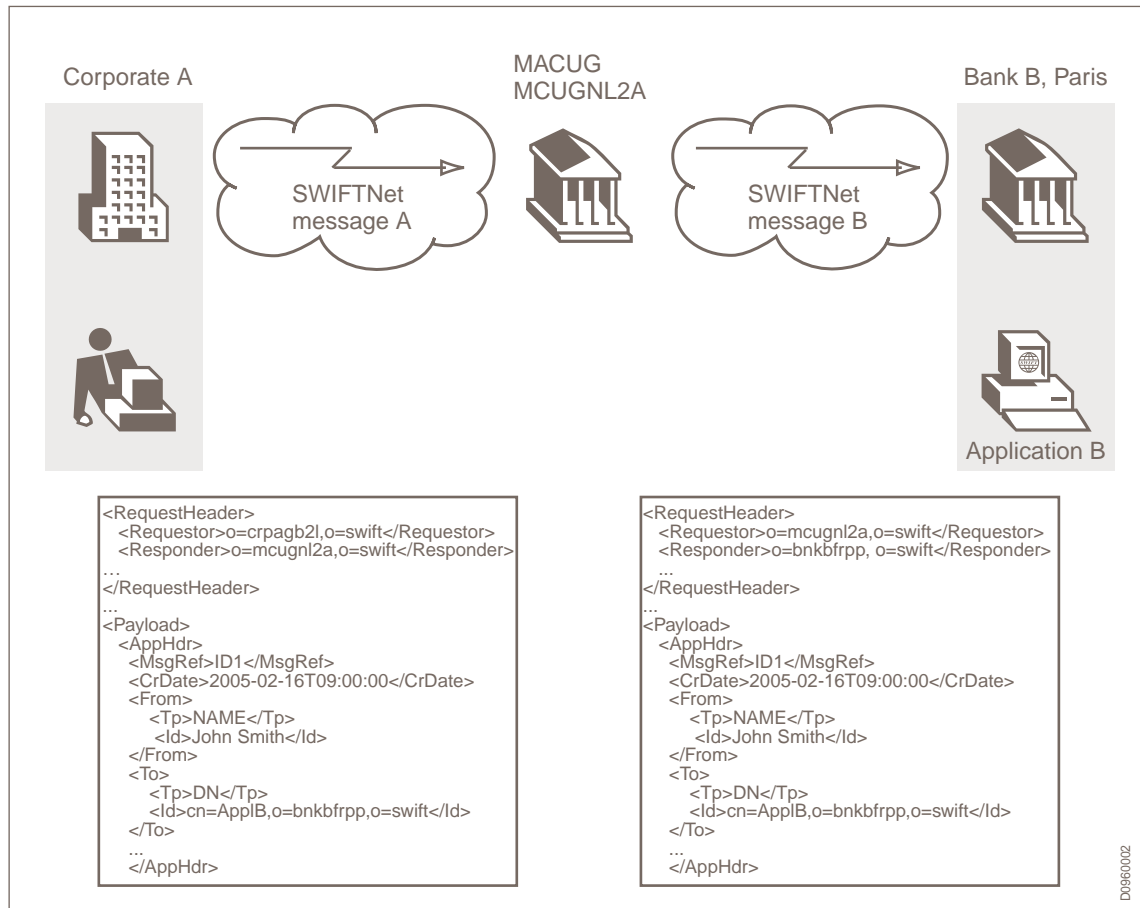 Corporate A
MACUG
MCUGNL2A
Bank B, Paris
SWIFTNet
message A
SWIFTNet
message B
Application B
<RequestHeader>
<Requestor>o=crpagb2l,o=swift</Requestor>
<Responder>o=mcugnl2a,o=swift</Responder>
...
</RequestHeader>
...
<Payload>
<AppHdr>
<MsgRef>ID1</MsgRef>
<CrDate>2005-02-16T09:00:00</CrDate>
<From>
<Tp>NAME</Tp>
<Id>John Smith</Id>
</From>
<To>
<Tp>DN</Tp>
<Id>cn=ApplB,o=bnkbfrpp,o=swift</Id>
</To>
...
</AppHdr>
<RequestHeader>
<Requestor>o=mcugnl2a,o=swift</Requestor>
<Responder>o=bnkbfrpp, o=swift</Responder>
...
</RequestHeader>
...
<Payload>
<AppHdr>
<MsgRef>ID1</MsgRef>
<CrDate>2005-02-16T09:00:00</CrDate>
<From>
<Tp>NAME</Tp>
<Id>John Smith</Id>
</From>
<To>
<Tp>DN</Tp>
<Id>cn=ApplB,o=bnkbfrpp,o=swift</Id>
</To>
...
</AppHdr>
D0960002